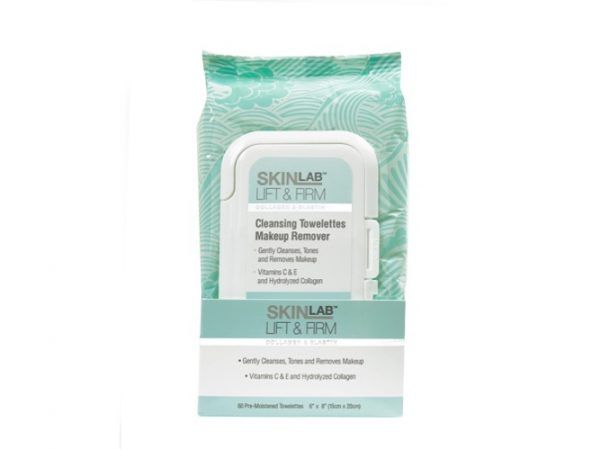 SKINLAB™
LIFT & FIRM
COLLAGEN & ELASTIN
Cleansing Towelettes
Makeup Remover
· Gently Cleanses, Tones
and Removes Makeup
· Vitamins C & E
and Hydrolyzed Collagen
SKINLAB™
LIFT & FIRM
COLLAGEN & ELASTIN
• Gently Cleanses, Tones and Removes Makeup
• Vitamins C & E and Hydrolyzed Collagen
60 Pre-Moistened Towelettes 6" x 8" (15cm x 20cm)